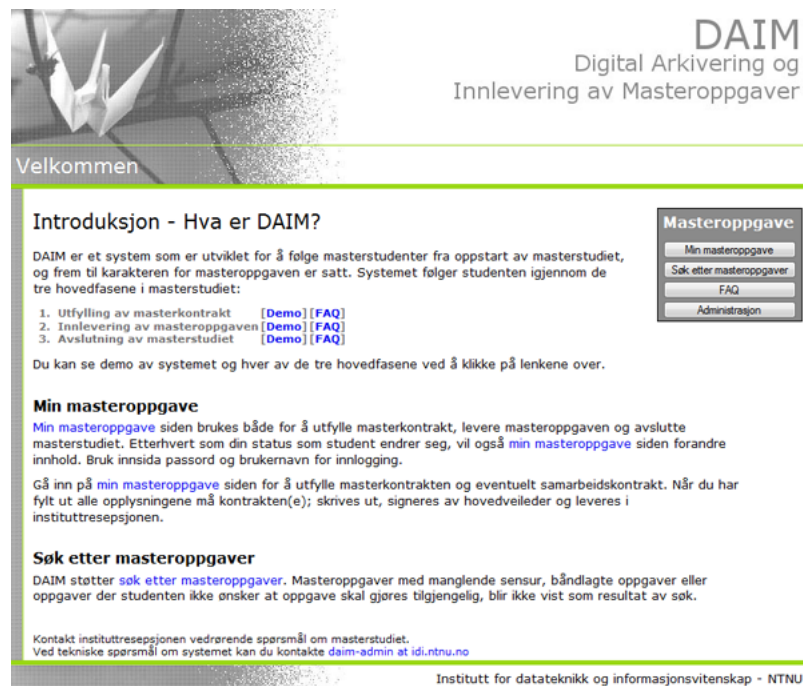 DAIM
Digital Arkivering og
Innlevering av Masteroppgaver
Velkommen
Introduksjon - Hva er DAIM?
DAIM er et system som er utviklet for å følge masterstudenter fra oppstart av masterstudiet,
og frem til karakteren for masteroppgaven er satt. Systemet følger studenten igjennom de
tre hovedfasene i masterstudiet:
1. Utfylling av masterkontrakt [Demo][FAQ]
2. Innlevering av masteroppgaven [Demo][FAQ]
3. Avslutning av masterstudiet [Demo][FAQ]
Du kan se demo av systemet og hver av de tre hovedfasene ved å klikke på lenkene over.
Masteroppgave
Min masteroppgave
Søk etter masteroppgaver
FAQ
Administrasjon
Min masteroppgave
Min masteroppgave siden brukes både for å utfylle masterkontrakt, levere masteroppgaven og avslutte
masterstudiet. Etterhvert som din status som student endrer seg, vil også min masteroppgave siden forandre
innhold. Bruk innsida passord og brukernavn for innlogging.
Gå inn på min masteroppgave siden for å utfylle masterkontrakten og eventuelt samarbeidskontrakt. Når du har
fylt ut alle opplysningene må kontrakten(e); skrives ut, signeres av hovedveileder og leveres i
instituttresepsjonen.
Søk etter masteroppgaver
DAIM støtter søk etter masteroppgaver. Masteroppgaver med manglende sensur, båndlagte oppgaver eller
oppgaver der studenten ikke ønsker at oppgave skal gjøres tilgjengelig, blir ikke vist som resultat av søk.
Kontakt instituttresepsjonen vedrørende spørsmål om masterstudiet.
Ved tekniske spørsmål om systemet kan du kontakte daim-admin at idi.ntnu.no
Institutt for datateknikk og informasjonsvitenskap - NTNU